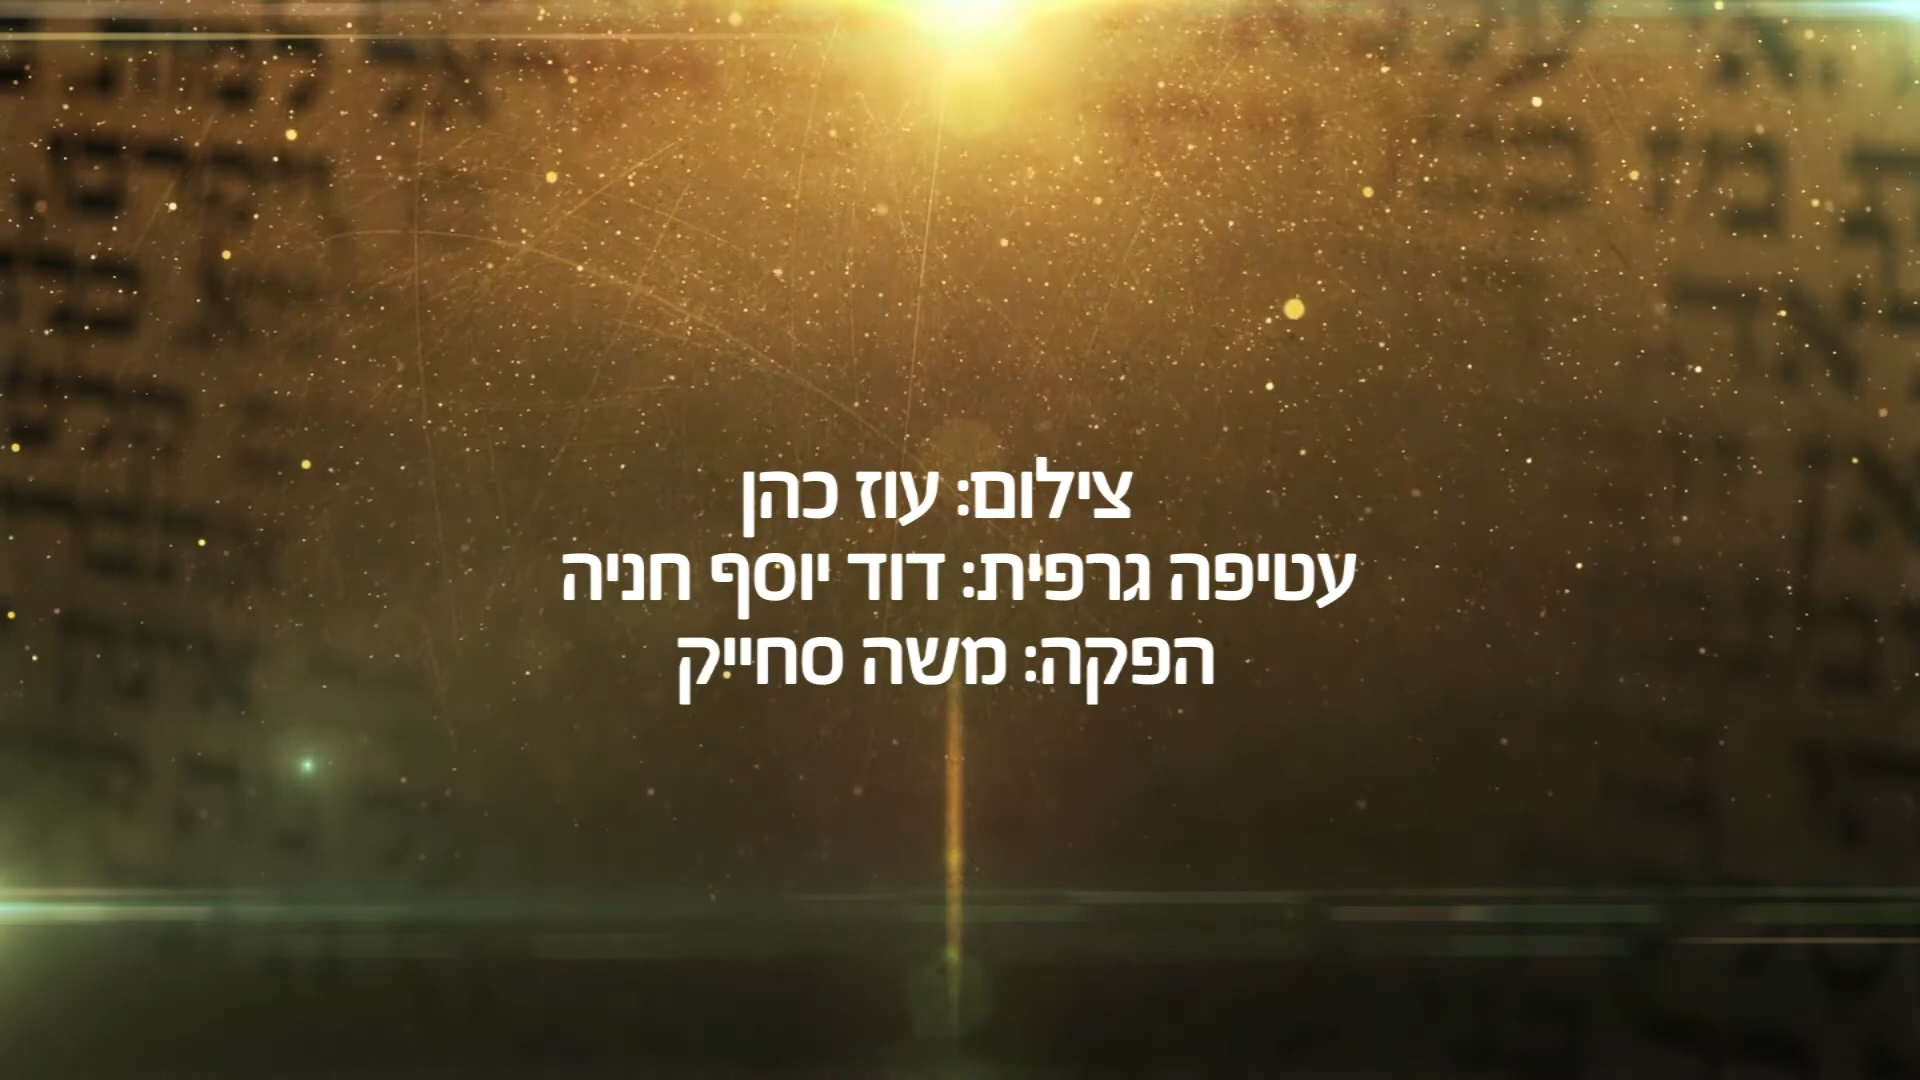 צילום: עוז כהן
עטיפה גרפית: דוד יוסף חניה
הפקה: משה סחייק